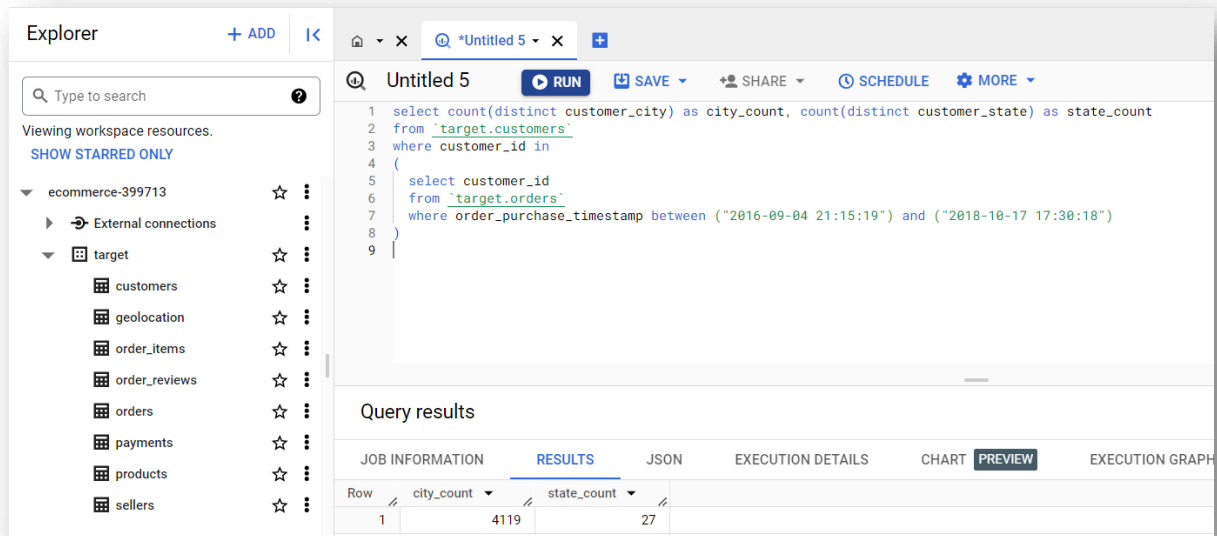 Explorer
+ ADD
Type to search
Viewing workspace resources.
SHOW STARRED ONLY
ecommerce-399713
External connections
target
customers
geolocation
order_items
order_reviews
orders
payments
products
sellers
*Untitled 5
Untitled 5
RUN
SAVE
SHARE
SCHEDULE
MORE
1 select count(distinct customer_city) as city_count, count(distinct customer_state) as state_count
2 from `target.customers`
3 where customer_id in
4 (
5 select customer_id
6 from `target.orders`
7 where order_purchase_timestamp between ("2016-09-04 21:15:19") and ("2018-10-17 17:30:18")
8 )
9
Query results
JOB INFORMATION RESULTS JSON EXECUTION DETAILS CHART PREVIEW EXECUTION GRAPH
Row city_count state_count
1 4119 27